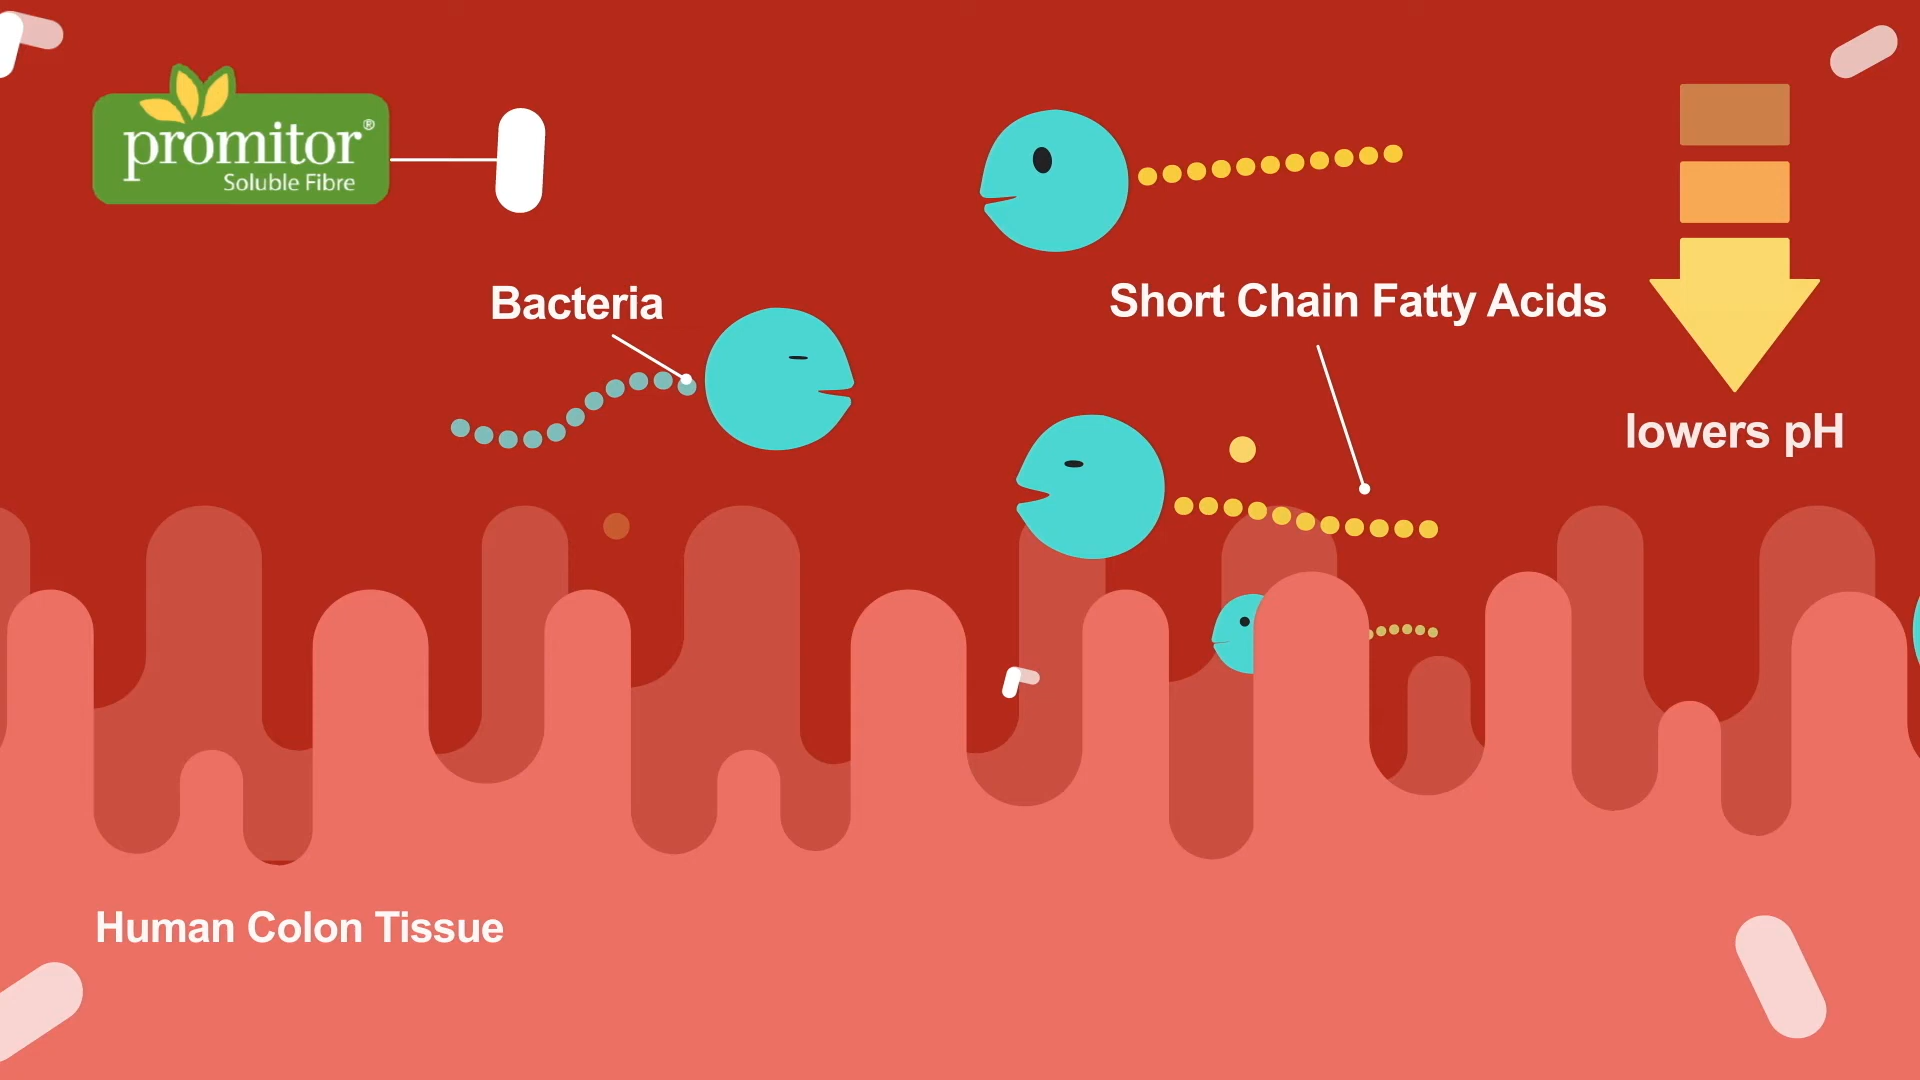 promitor®
Soluble Fibre
Bacteria
Short Chain Fatty Acids
lowers pH
Human Colon Tissue